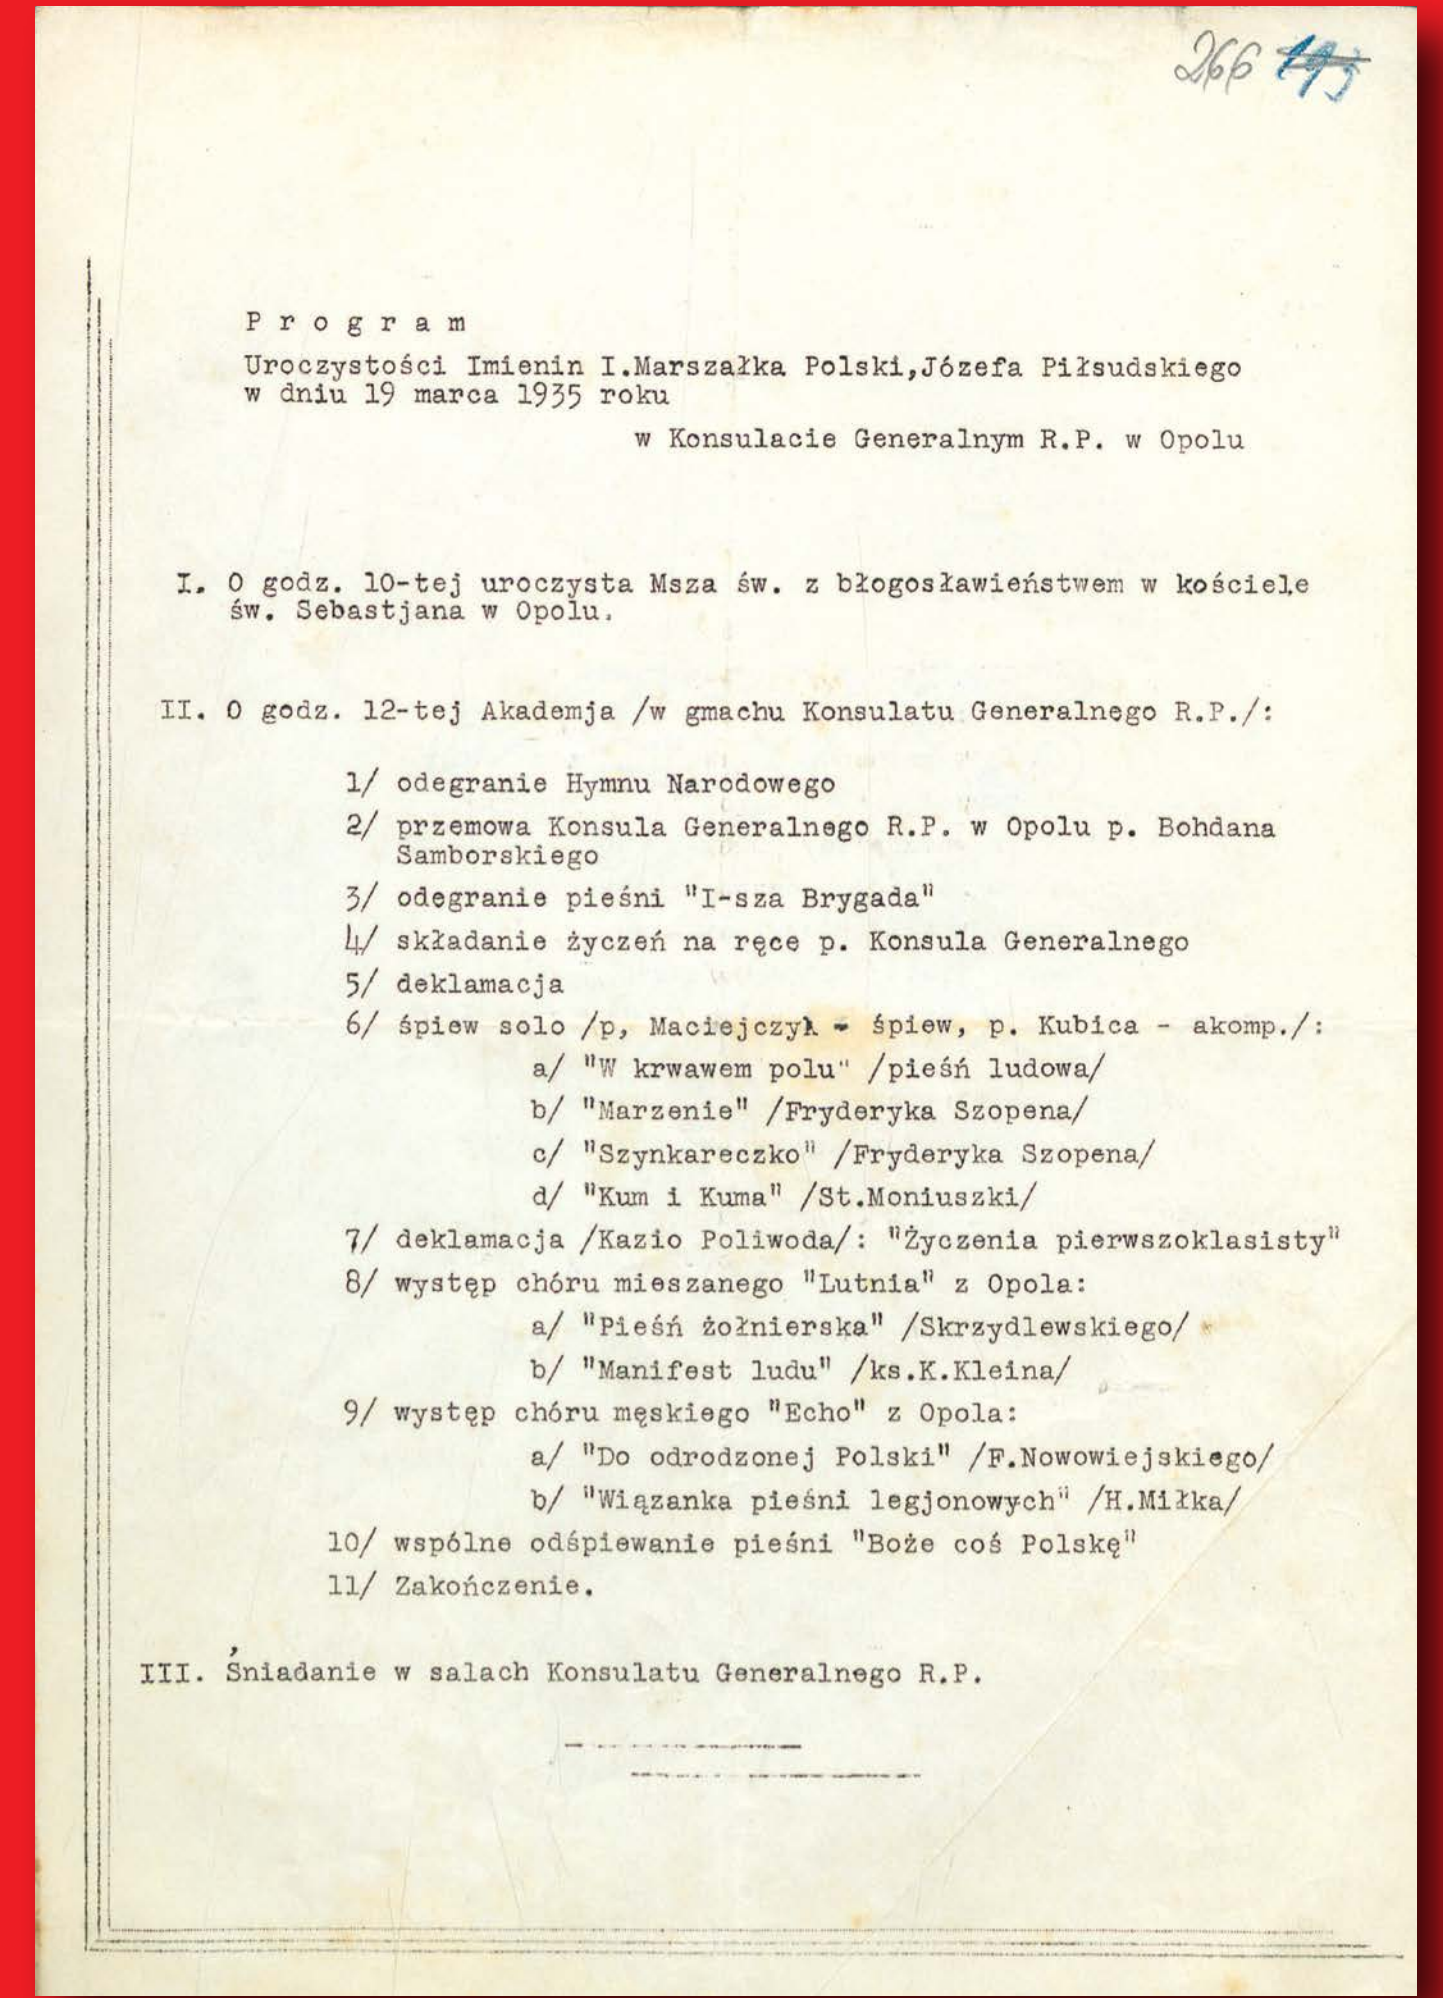 266 193
P r o g r a m
Uroczystości Imienin I.Marszałka Polski,Józefa Piłsudskiego
w dniu 19 marca 1935 roku
w Konsulacie Generalnym R.P. w Opolu
I. O godz. 10-tej uroczysta Msza św. z błogosławieństwem w kościele
św. Sebastjana w Opolu.
II. O godz. 12-tej Akademja /w gmachu Konsulatu Generalnego R.P./:
1/ odegranie Hymnu Narodowego
2/ przemowa Konsula Generalnego R.P. w Opolu p. Bohdana
Samborskiego
3/ odegranie pieśni "I-sza Brygada"
4/ składanie życzeń na ręce p. Konsula Generalnego
5/ deklamacja
6/ śpiew solo /p, Maciejczyk - śpiew, p. Kubica - akomp./:
a/ "W krwawem polu" /pieśń ludowa/
b/ "Marzenie" /Fryderyka Szopena/
c/ "Szynkareczko" /Fryderyka Szopena/
d/ "Kum i Kuma" /St.Moniuszki/
7/ deklamacja /Kazio Poliwoda/: "Życzenia pierwszoklasisty"
8/ występ chóru mieszanego "Lutnia" z Opola:
a/ "Pieśń żołnierska" /Skrzydlewskiego/
b/ "Manifest ludu" /ks.K.Kleina/
9/ występ chóru męskiego "Echo" z Opola:
a/ "Do odrodzonej Polski" /F.Nowowiejskiego/
b/ "Wiązanka pieśni legjonowych" /H.Miłka/
10/ wspólne odśpiewanie pieśni "Boże coś Polskę"
11/ Zakończenie.
III. Śniadanie w salach Konsulatu Generalnego R.P.